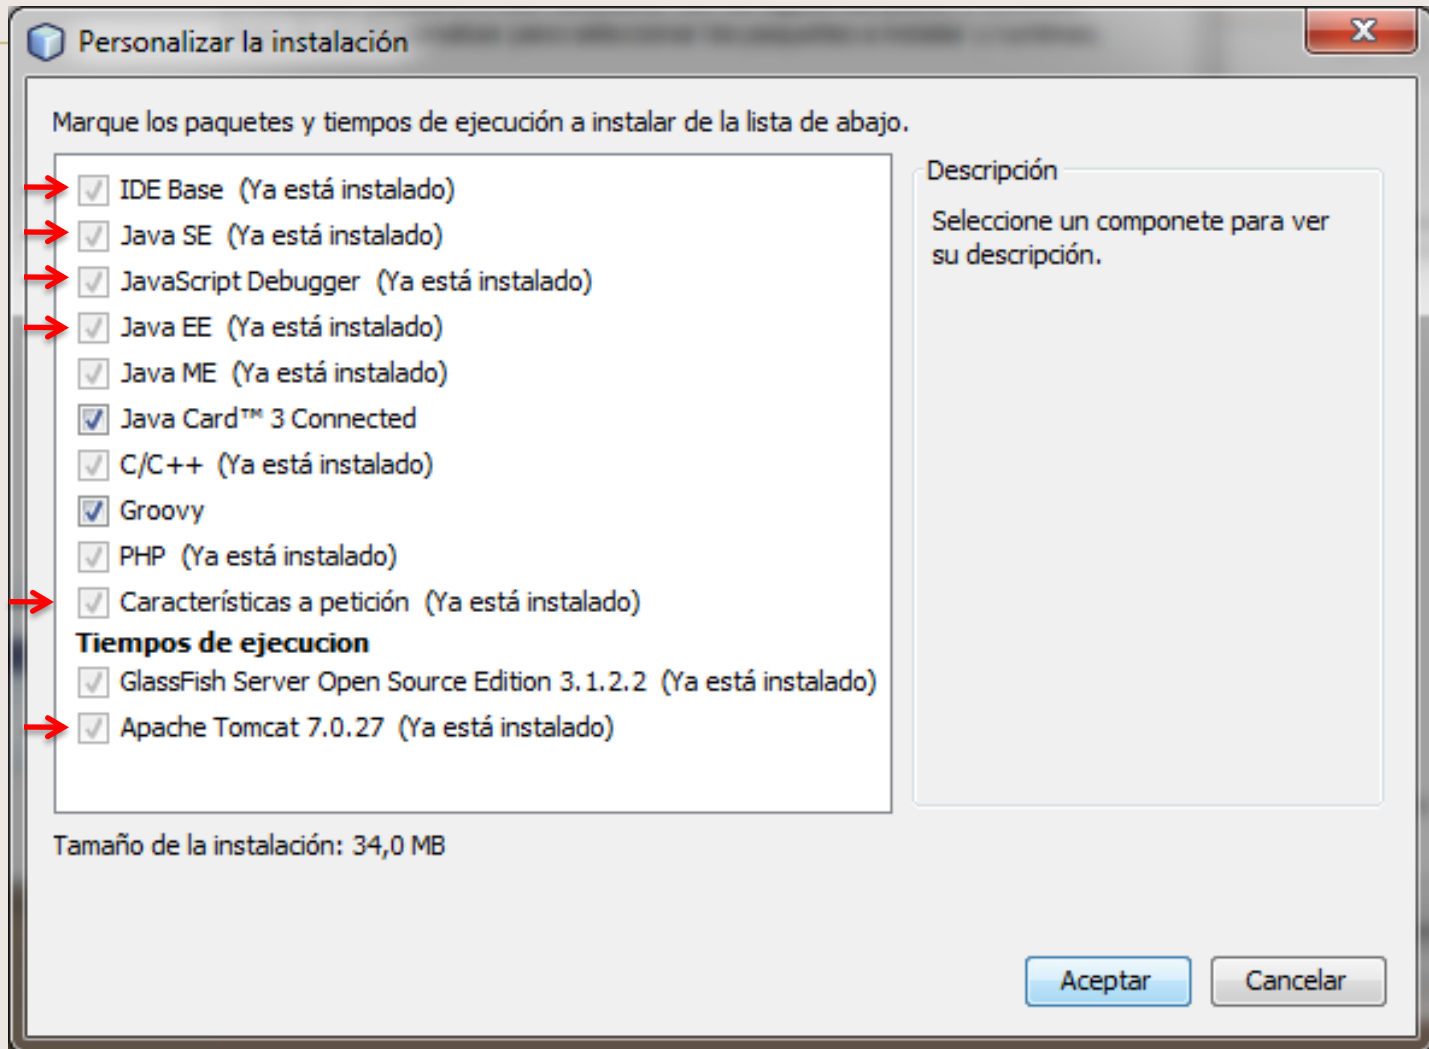 Personalizar la instalación
Marque los paquetes y tiempos de ejecución a instalar de la lista de abajo.
IDE Base (Ya está instalado)
Java SE (Ya está instalado)
JavaScript Debugger (Ya está instalado)
Java EE (Ya está instalado)
Java ME (Ya está instalado)
Java Card™ 3 Connected
C/C++ (Ya está instalado)
Groovy
PHP (Ya está instalado)
Características a petición (Ya está instalado)
Tiempos de ejecucion
GlassFish Server Open Source Edition 3.1.2.2 (Ya está instalado)
Apache Tomcat 7.0.27 (Ya está instalado)
Descripción
Seleccione un componete para ver
su descripción.
Tamaño de la instalación: 34,0 MB
Aceptar
Cancelar